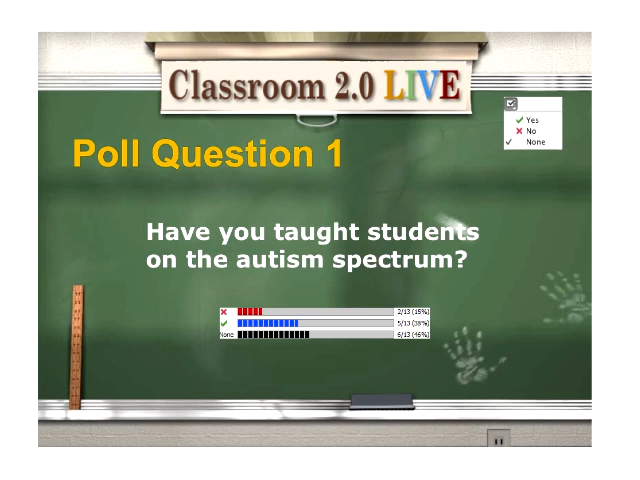 Classroom 2.0 LIVE
Yes
No
None
Poll Question 1
Have you taught students
on the autism spectrum?
2/13 (15%)
5/13 (38%)
None 6/13 (46%)